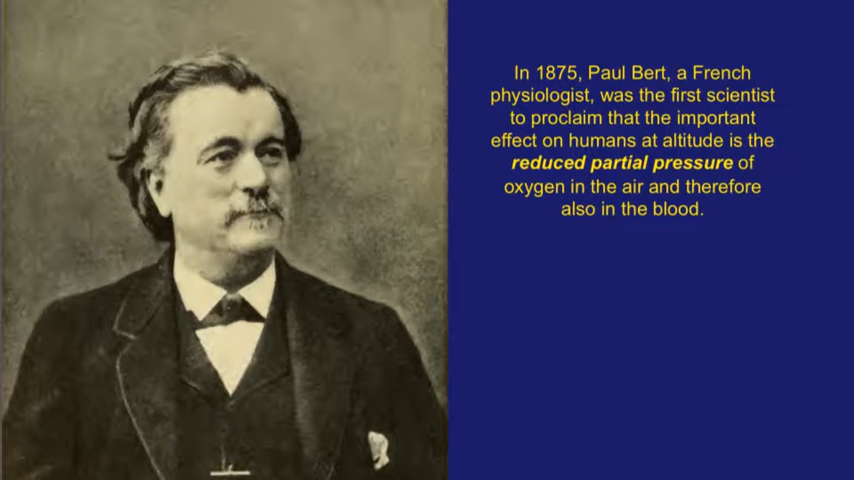 In 1875, Paul Bert, a French
physiologist, was the first scientist
to proclaim that the important
effect on humans at altitude is the
reduced partial pressure of
oxygen in the air and therefore
also in the blood.